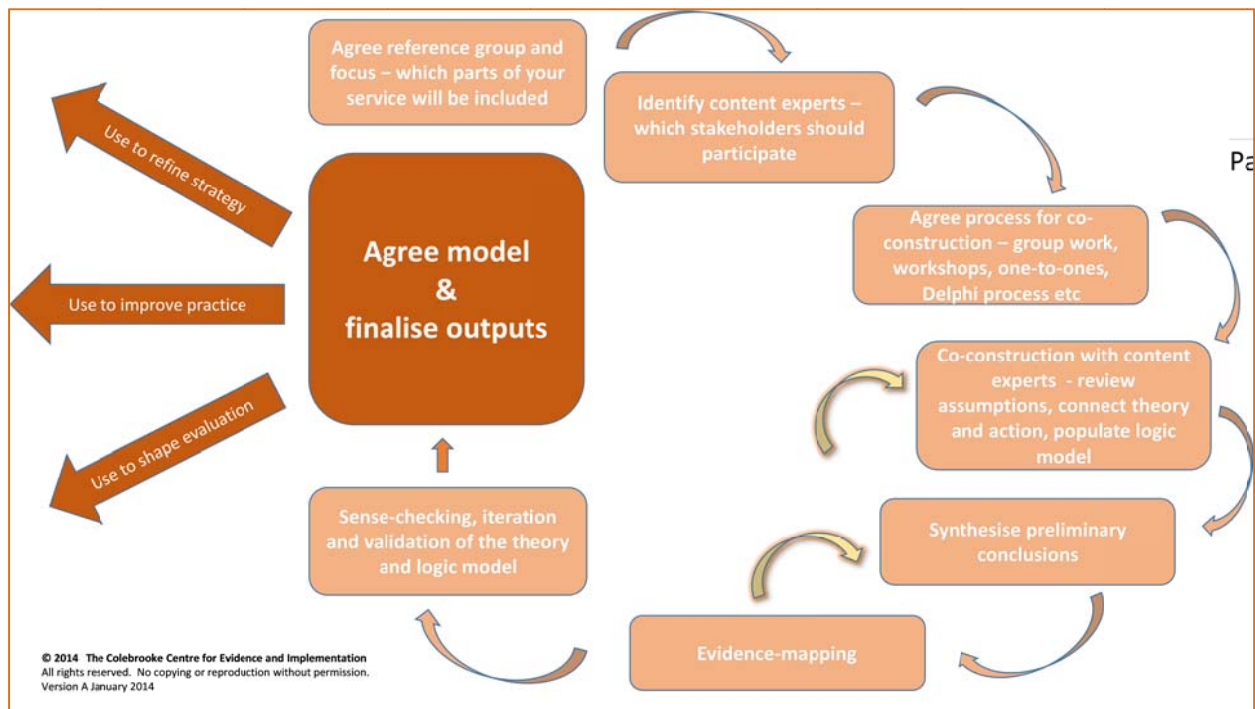 Agree reference group and
focus – which parts of your
service will be included
Identify content experts –
which stakeholders should
participate
Pa
Agree process for co-
construction – group work,
workshops, one-to-ones,
Delphi process etc
Co-construction with content
experts - review
assumptions, connect theory
and action, populate logic
model
Synthesise preliminary
conclusions
Evidence-mapping
Sense-checking, iteration
and validation of the theory
and logic model
Agree model
&
finalise outputs
Use to refine strategy
Use to improve practice
Use to shape evaluation
© 2014 The Colebrooke Centre for Evidence and Implementation
All rights reserved. No copying or reproduction without permission.
Version A January 2014